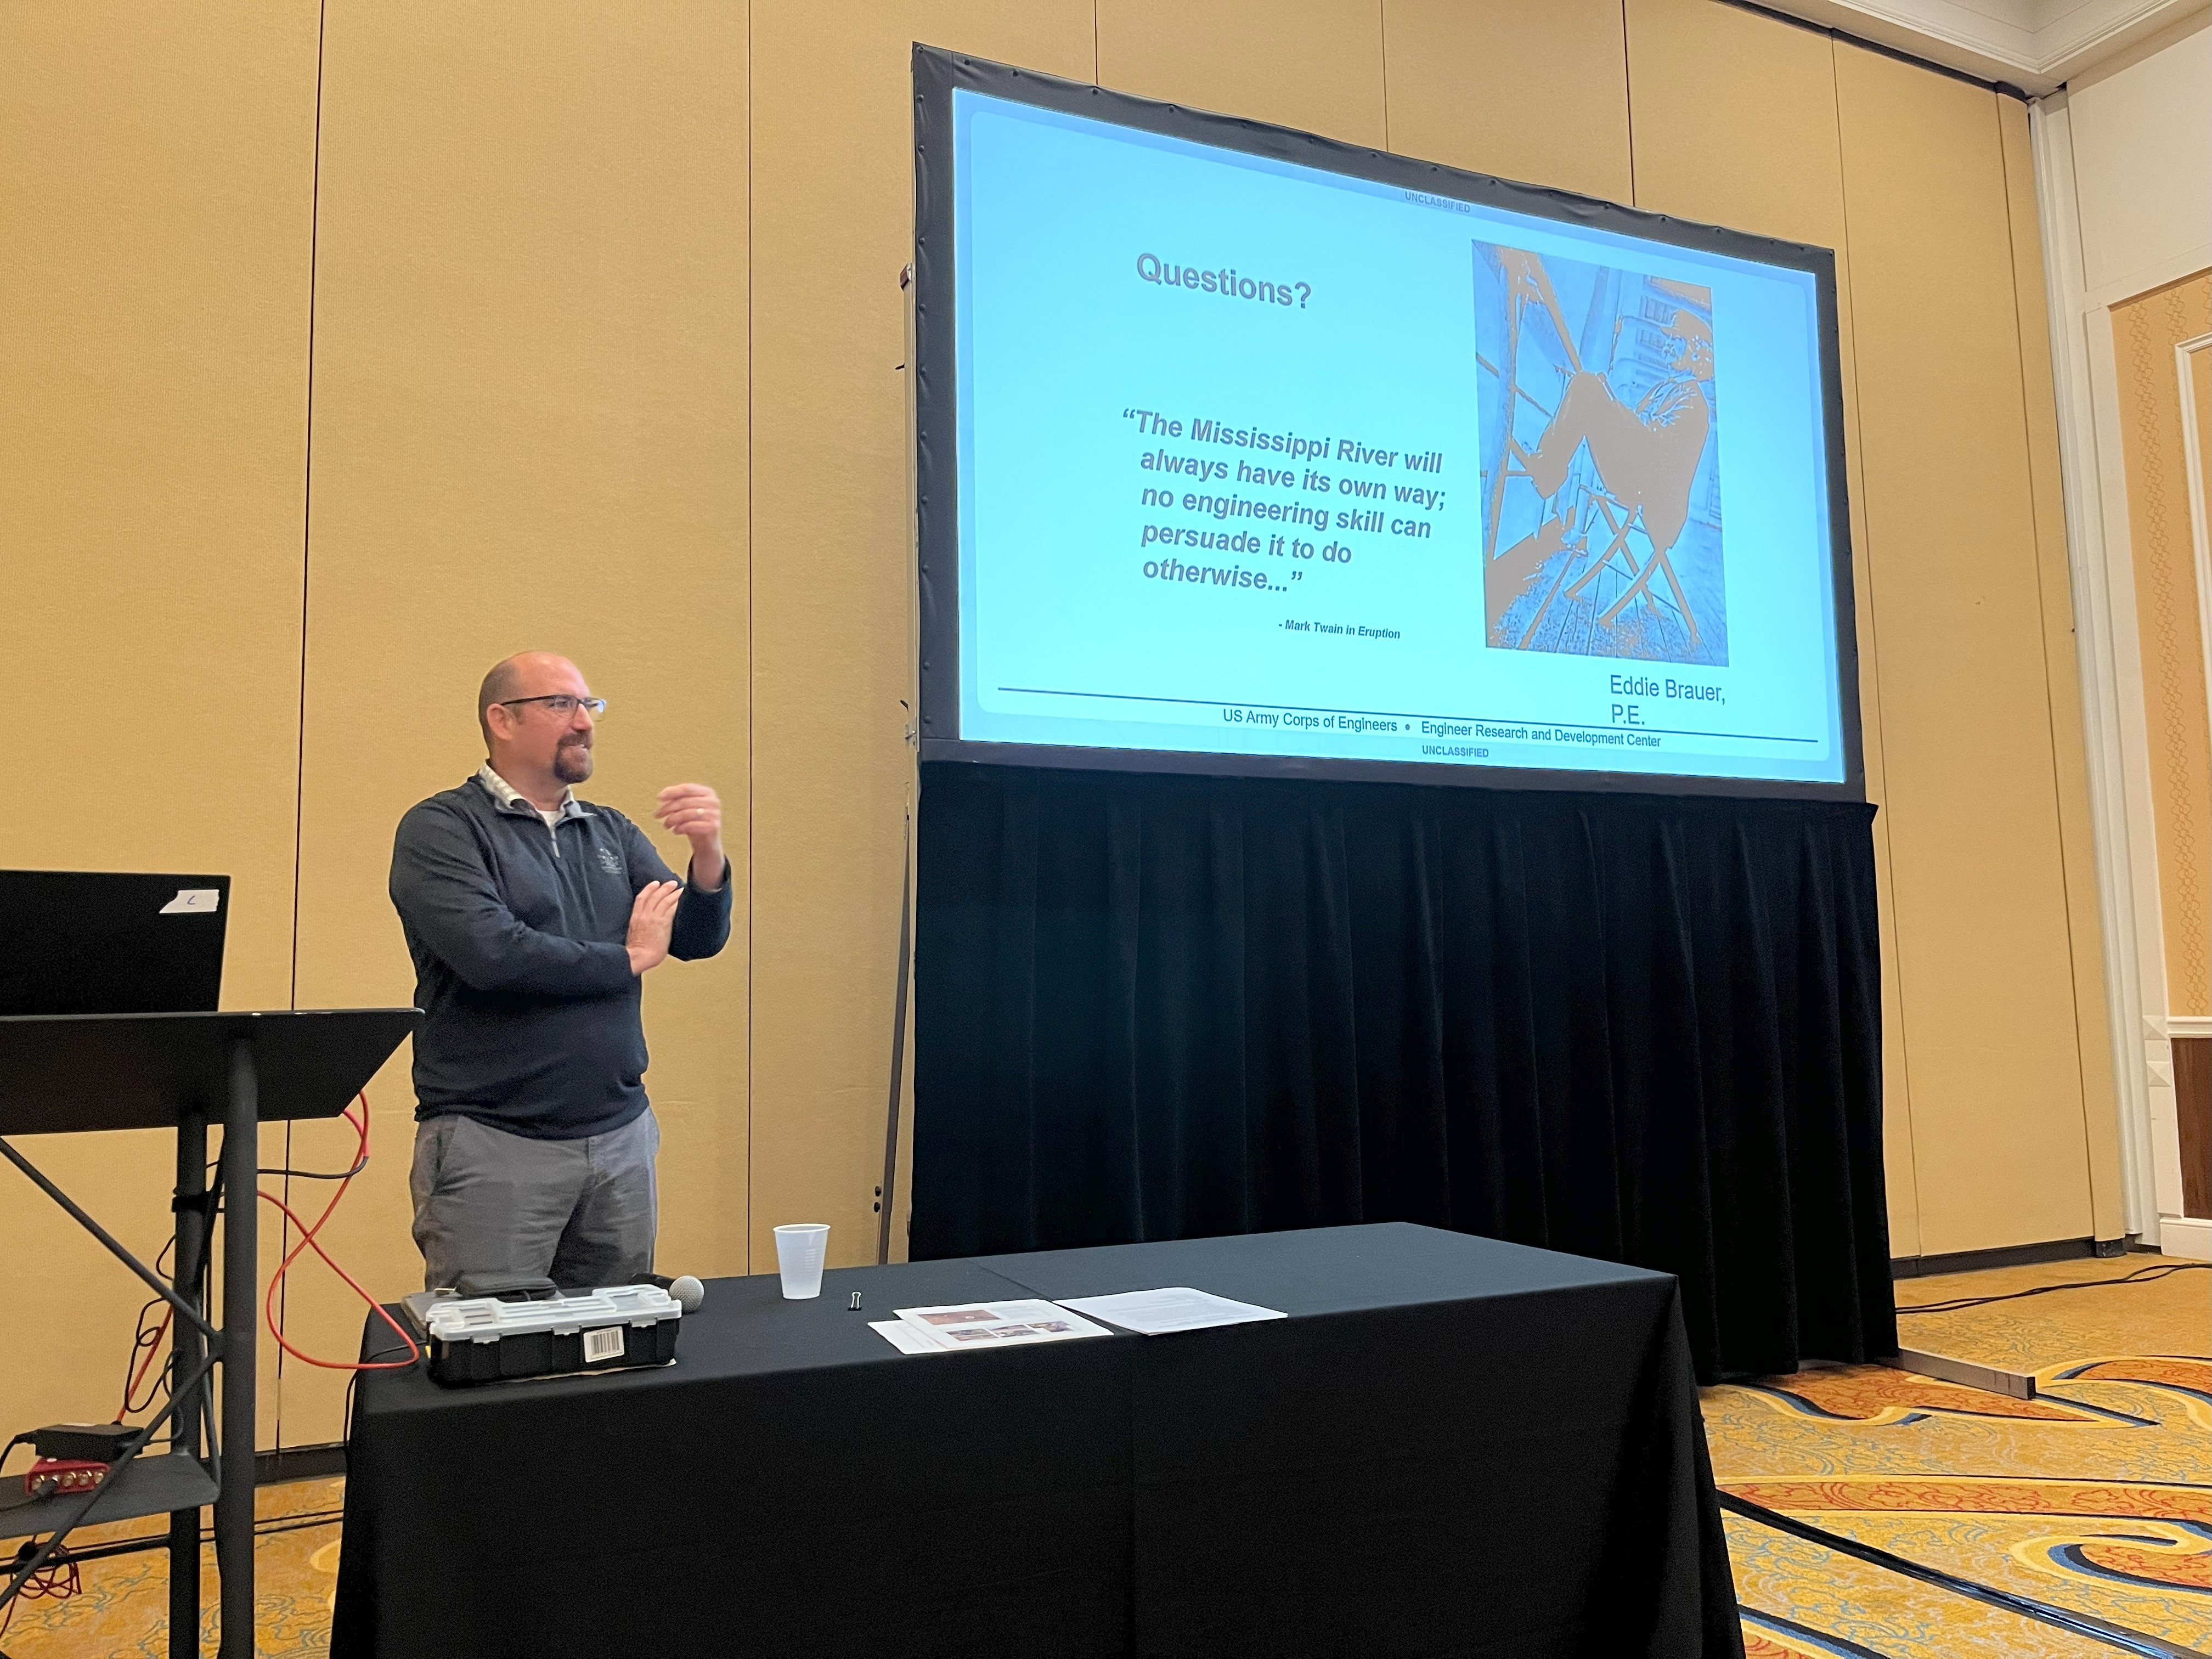 UNCLASSIFIED
Questions?
“The Mississippi River will
always have its own way;
no engineering skill can
persuade it to do
otherwise...”
- Mark Twain in Eruption
Eddie Brauer,
P.E.
US Army Corps of Engineers • Engineer Research and Development Center
UNCLASSIFIED